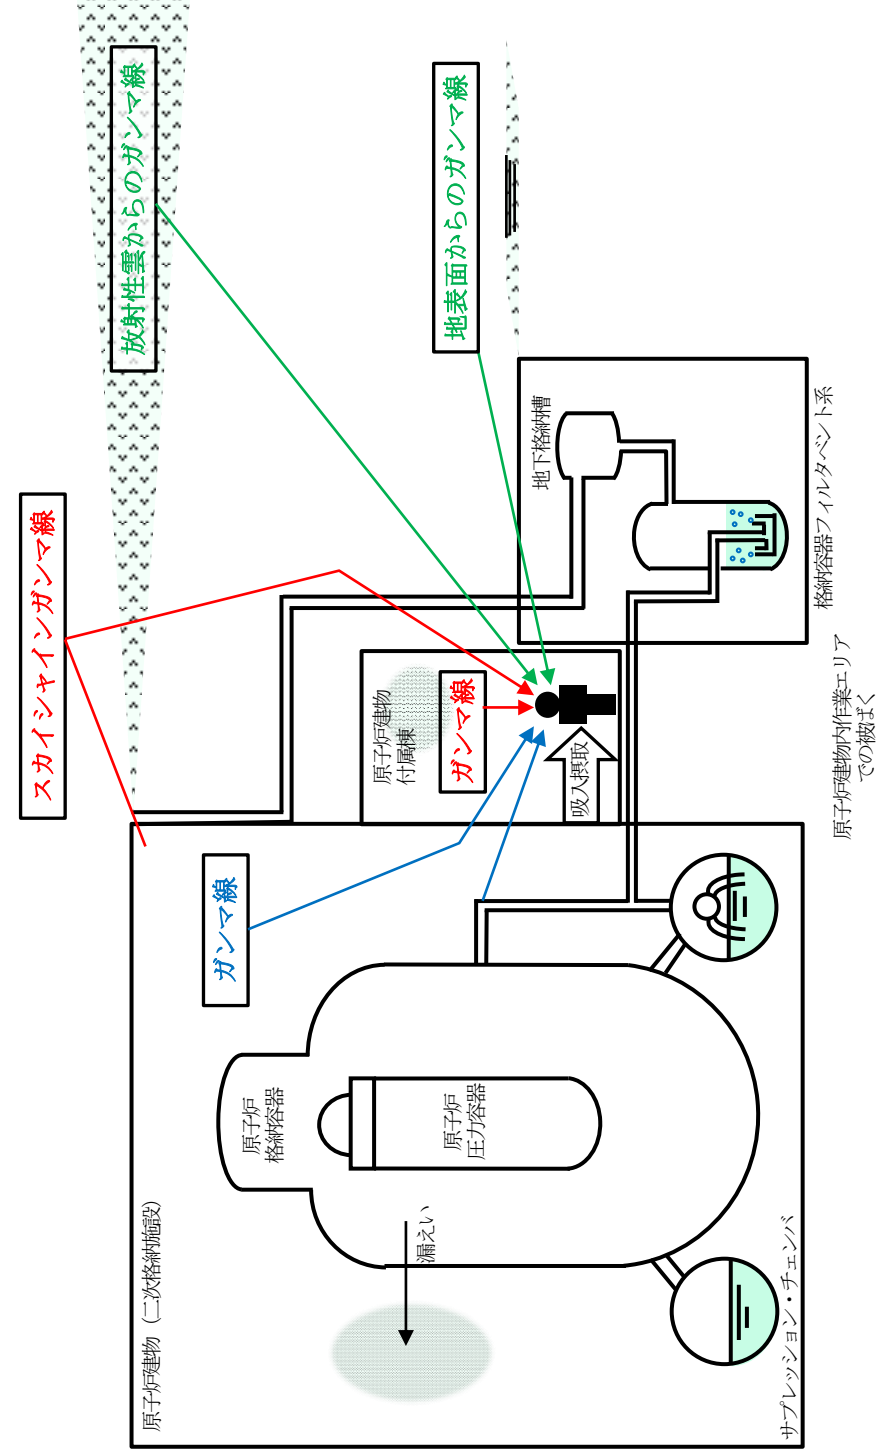 原子炉建物（二次格納施設）
漏えい
原子炉
格納容器
原子炉
圧力容器
サプレッション・チェンバ
ガンマ線
スカイシャインガンマ線
原子炉建物
付属棟
ガンマ線
吸入摂取
放射性雲からのガンマ線
地表面からのガンマ線
地下格納槽
格納容器フィルタベント系
原子炉建物内作業エリア
での被ばく